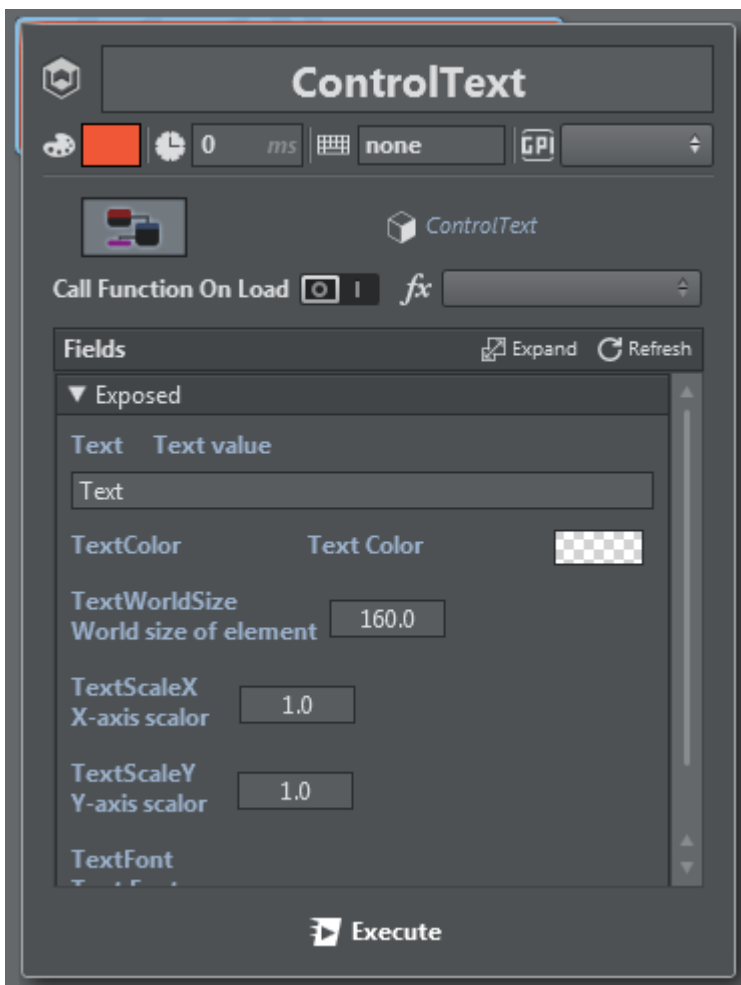 ControlText
0 ms none GPI
ControlText
Call Function On Load O I fx
Fields Expand Refresh
Exposed
Text Text value
Text
TextColor Text Color
TextWorldSize
World size of element 160.0
TextScaleX
X-axis scalor 1.0
TextScaleY
Y-axis scalor 1.0
TextFont
Execute